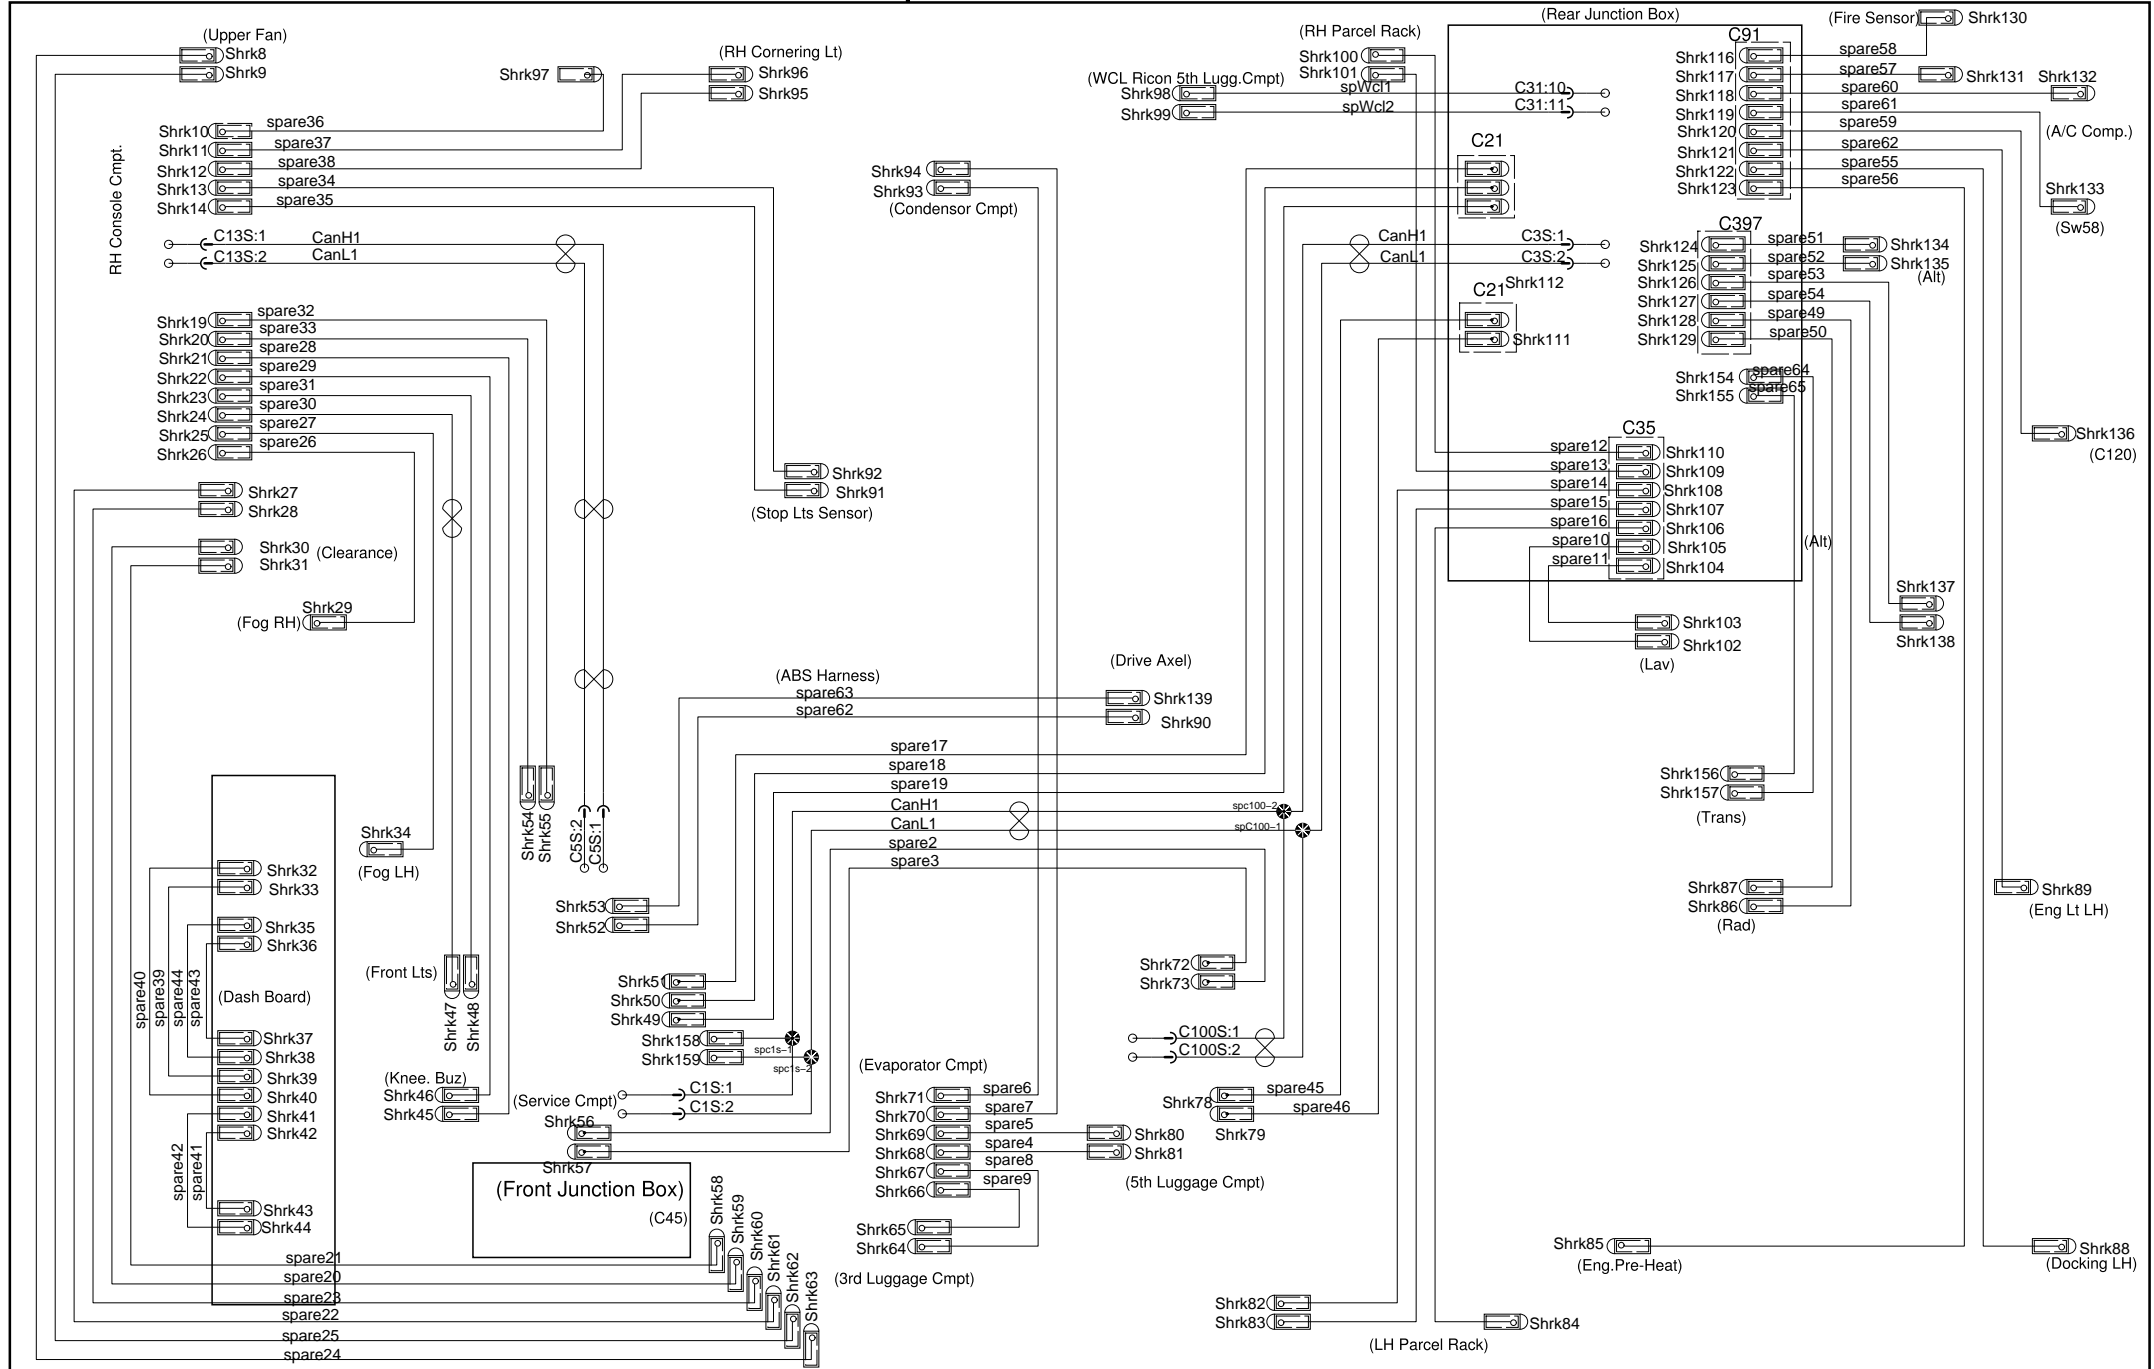 (Upper Fan)
Shrk8
Shrk9
Shrk97
(RH Cornering Lt)
Shrk96
Shrk95
RH Console Cmpt.
Shrk10 spare36
Shrk11 spare37
Shrk12 spare38
Shrk13 spare34
Shrk14 spare35
C13S:1 CanH1
C13S:2 CanL1
Shrk19 spare32
Shrk20 spare33
Shrk21 spare28
Shrk22 spare29
Shrk23 spare31
Shrk24 spare30
Shrk25 spare27
Shrk26 spare26
Shrk27
Shrk28
Shrk30 (Clearance)
Shrk31
Shrk29
(Fog RH)
Shrk92
Shrk91
(Stop Lts Sensor)
Shrk94
Shrk93
(Condensor Cmpt)
(WCL Ricon 5th Lugg.Cmpt)
Shrk98 spWcl1 C31:10
Shrk99 spWcl2 C31:11
(RH Parcel Rack)
Shrk100
Shrk101
(Rear Junction Box)
C21
CanH1 C3S:1
CanL1 C3S:2
Shrk112
C21
Shrk111
C91
Shrk116 spare58
Shrk117 spare57
Shrk118 spare60
Shrk119 spare61
Shrk120 spare59
Shrk121 spare62
Shrk122 spare55
Shrk123 spare56
(Fire Sensor) Shrk130
Shrk131 Shrk132
(A/C Comp.)
Shrk133
(Sw58)
C397
Shrk124 spare51 Shrk134
Shrk125 spare52 Shrk135
(Alt)
Shrk126 spare53
Shrk127 spare54
Shrk128 spare49
Shrk129 spare50
Shrk154 spare64
Shrk155 spare65
C35
spare12 Shrk110
spare13 Shrk109
spare14 Shrk108
spare15 Shrk107
spare16 Shrk106
spare10 Shrk105
spare11 Shrk104
(Alt)
Shrk136
(C120)
Shrk137
Shrk138
Shrk103
Shrk102
(Lav)
(Drive Axel)
(ABS Harness)
spare63 Shrk139
spare62 Shrk90
spare17
spare18
spare19
CanH1 spc100-2
CanL1 spC100-1
spare2
spare3
Shrk156
Shrk157
(Trans)
Shrk87
Shrk86
(Rad)
Shrk89
(Eng Lt LH)
Shrk54
Shrk55
C5S:2
C5S:1
Shrk34
(Fog LH)
Shrk32
Shrk33
Shrk35
Shrk36
(Dash Board)
spare40
spare39
spare44
spare43
Shrk37
Shrk38
Shrk39
Shrk40
Shrk41
Shrk42
spare42
spare41
Shrk43
Shrk44
(Front Lts)
Shrk47
Shrk48
(Knee. Buz)
Shrk46
Shrk45
Shrk53
Shrk52
Shrk51
Shrk50
Shrk49
Shrk158
Shrk159
spc1s-1
spc1s-2
C1S:1
C1S:2
(Service Cmpt)
Shrk56
Shrk57
(Front Junction Box)
(C45)
Shrk58
Shrk59
Shrk60
Shrk61
Shrk62
Shrk63
spare21
spare20
spare23
spare22
spare25
spare24
(Evaporator Cmpt)
Shrk71 spare6
Shrk70 spare7
Shrk69 spare5 Shrk80
Shrk68 spare4 Shrk81
Shrk67 spare8
Shrk66 spare9
(5th Luggage Cmpt)
Shrk65
Shrk64
(3rd Luggage Cmpt)
Shrk72
Shrk73
C100S:1
C100S:2
Shrk78 spare45
spare46
Shrk79
Shrk82
Shrk83
Shrk84
(LH Parcel Rack)
Shrk85
(Eng.Pre-Heat)
Shrk88
(Docking LH)